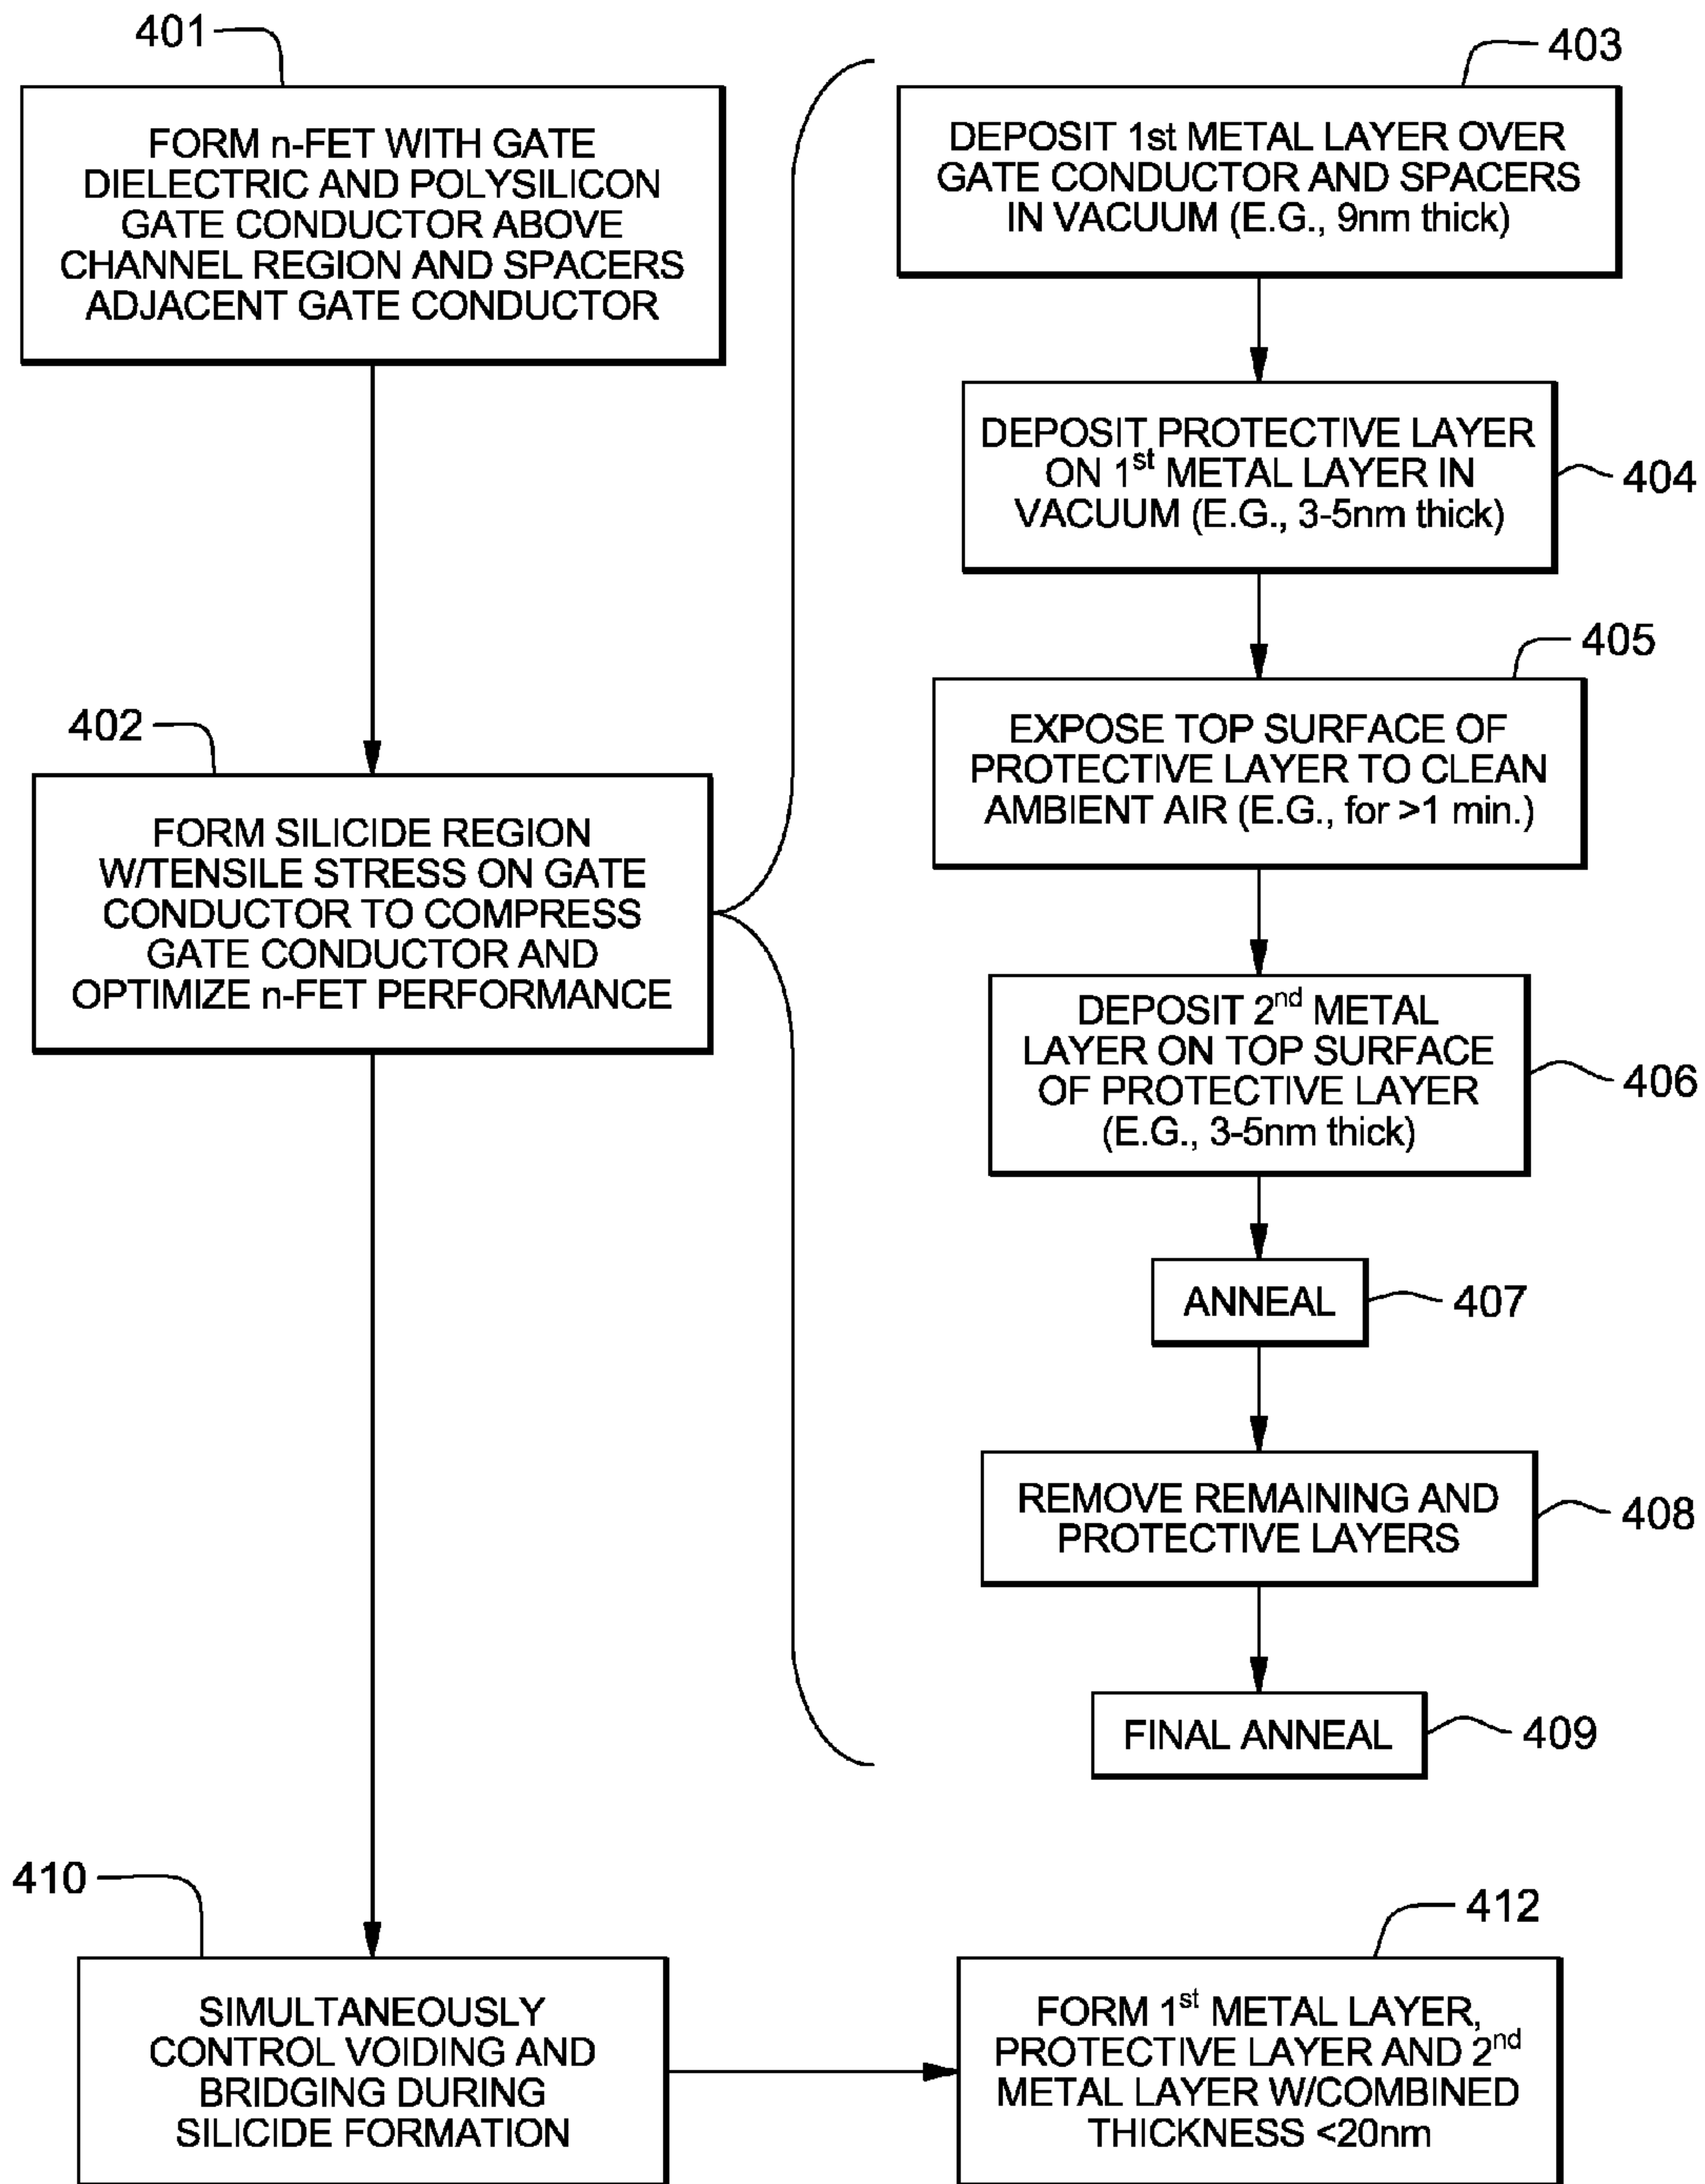 401
FORM n-FET WITH GATE
DIELECTRIC AND POLYSILICON
GATE CONDUCTOR ABOVE
CHANNEL REGION AND SPACERS
ADJACENT GATE CONDUCTOR
402
FORM SILICIDE REGION
W/TENSILE STRESS ON GATE
CONDUCTOR TO COMPRESS
GATE CONDUCTOR AND
OPTIMIZE n-FET PERFORMANCE
403
DEPOSIT 1st METAL LAYER OVER
GATE CONDUCTOR AND SPACERS
IN VACUUM (E.G., 9nm thick)
DEPOSIT PROTECTIVE LAYER
ON 1st METAL LAYER IN
VACUUM (E.G., 3-5nm thick)
404
405
EXPOSE TOP SURFACE OF
PROTECTIVE LAYER TO CLEAN
AMBIENT AIR (E.G., for >1 min.)
DEPOSIT 2nd METAL
LAYER ON TOP SURFACE
OF PROTECTIVE LAYER
(E.G., 3-5nm thick)
406
ANNEAL
407
REMOVE REMAINING AND
PROTECTIVE LAYERS
408
FINAL ANNEAL
409
410
SIMULTANEOUSLY
CONTROL VOIDING AND
BRIDGING DURING
SILICIDE FORMATION
412
FORM 1st METAL LAYER,
PROTECTIVE LAYER AND 2nd
METAL LAYER W/COMBINED
THICKNESS <20nm